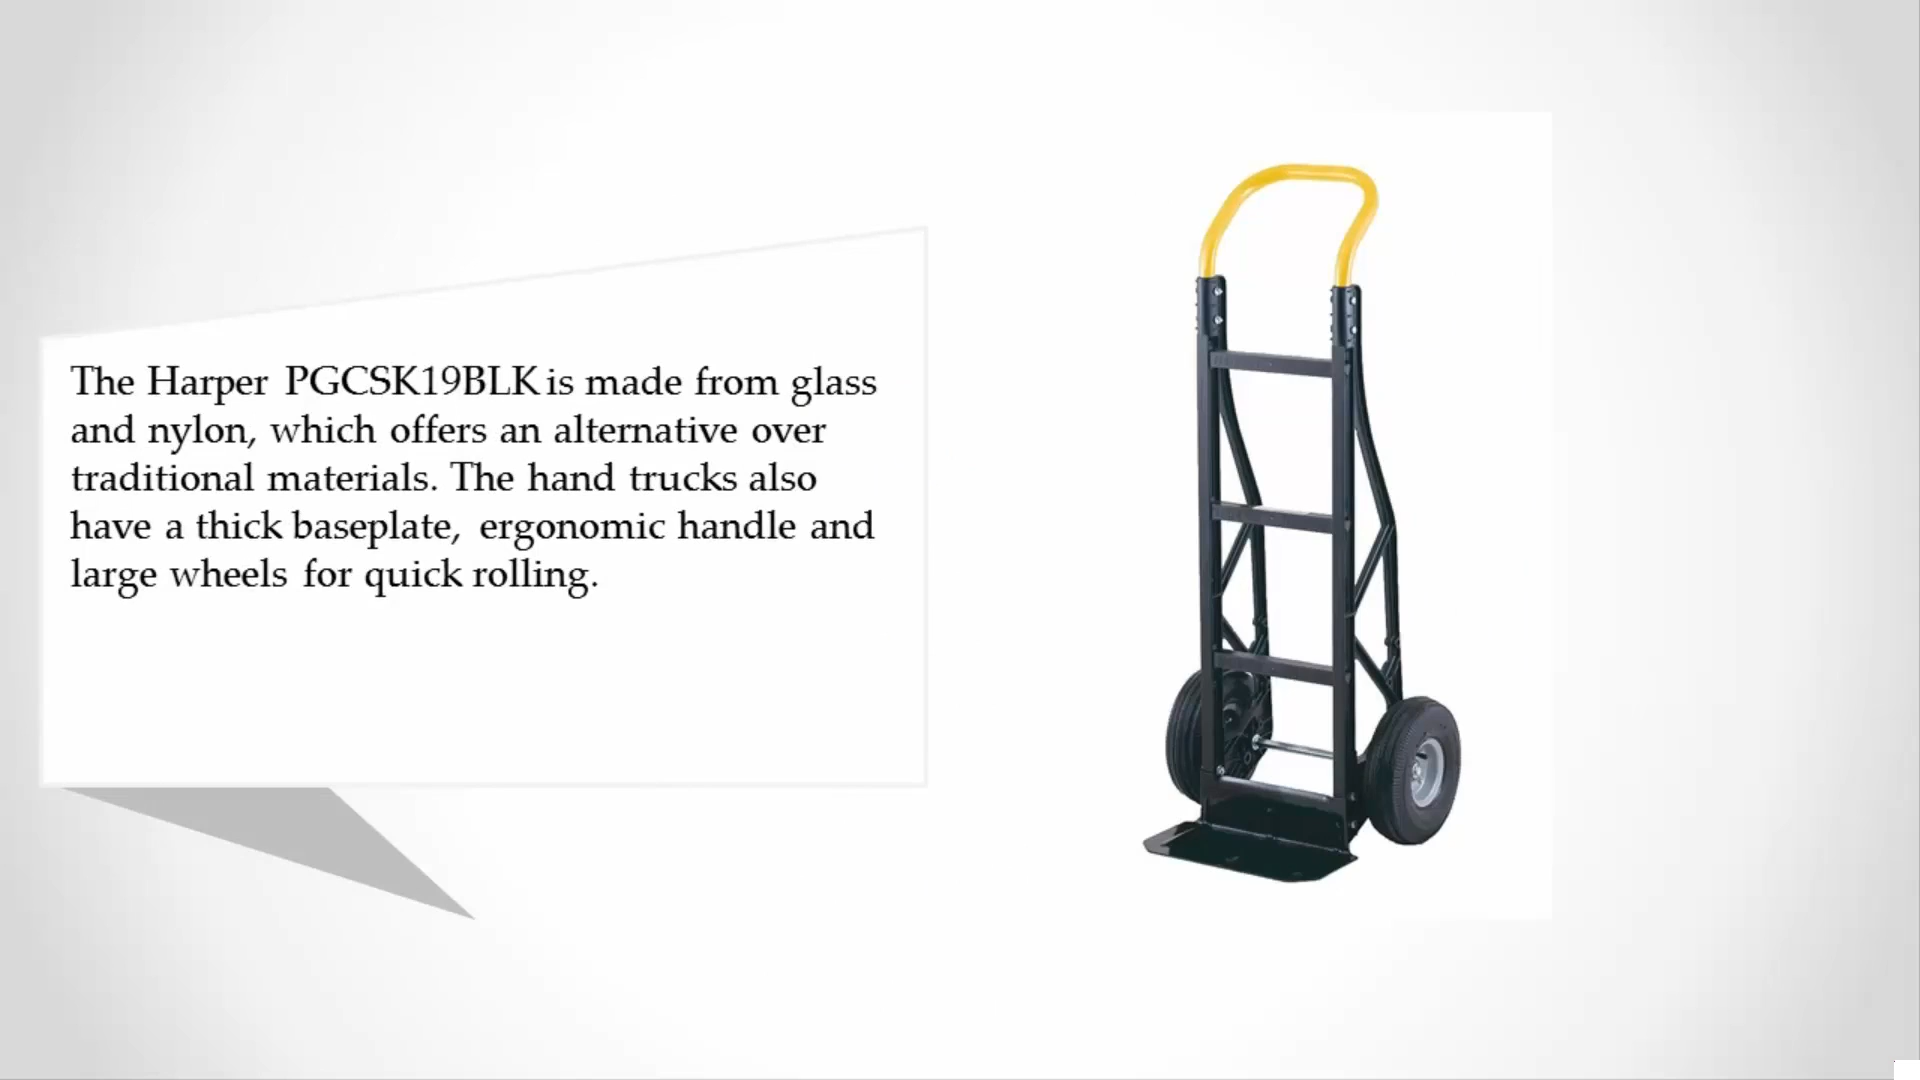 The Harper PGCSK19BLK is made from glass
and nylon, which offers an alternative over
traditional materials. The hand trucks also
have a thick baseplate, ergonomic handle and
large wheels for quick rolling.